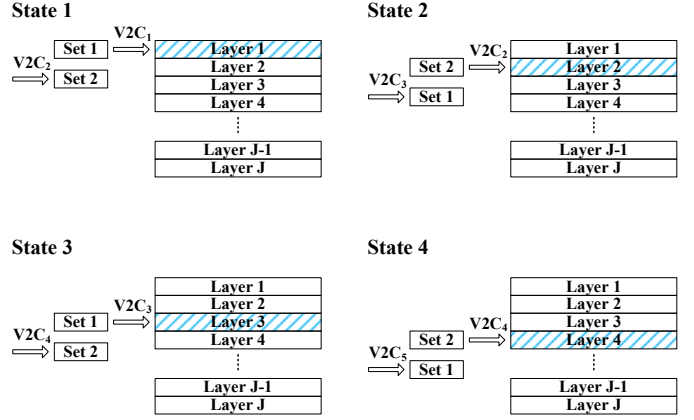 State 1
V2C1
Set 1
V2C2
Set 2
Layer 1
Layer 2
Layer 3
Layer 4
Layer J-1
Layer J
State 2
V2C2
Set 2
V2C3
Set 1
Layer 1
Layer 2
Layer 3
Layer 4
Layer J-1
Layer J
State 3
V2C3
Set 1
V2C4
Set 2
Layer 1
Layer 2
Layer 3
Layer 4
Layer J-1
Layer J
State 4
V2C4
Set 2
V2C5
Set 1
Layer 1
Layer 2
Layer 3
Layer 4
Layer J-1
Layer J